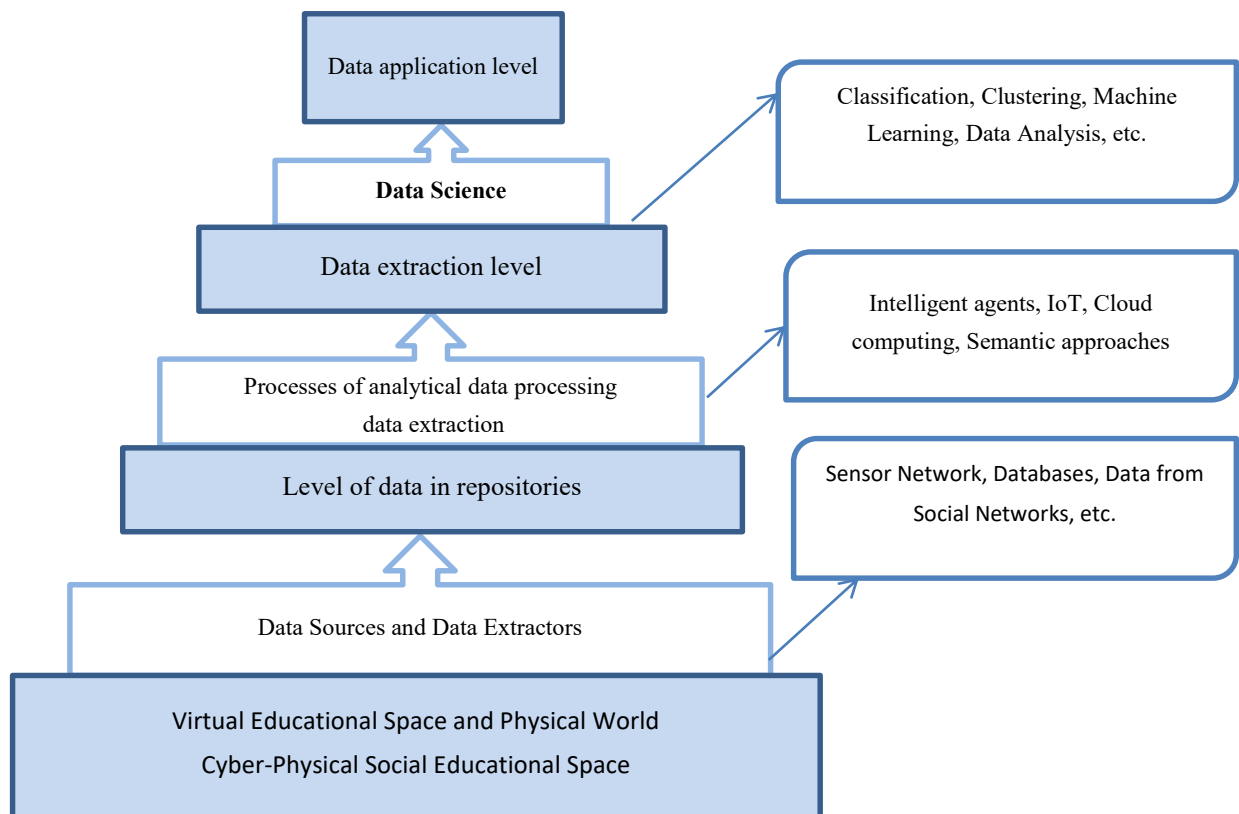 Data application level
Classification, Clustering, Machine
Learning, Data Analysis, etc.
Data Science
Data extraction level
Intelligent agents, IoT, Cloud
computing, Semantic approaches
Processes of analytical data processing
data extraction
Level of data in repositories
Sensor Network, Databases, Data from
Social Networks, etc.
Data Sources and Data Extractors
Virtual Educational Space and Physical World
Cyber-Physical Social Educational Space